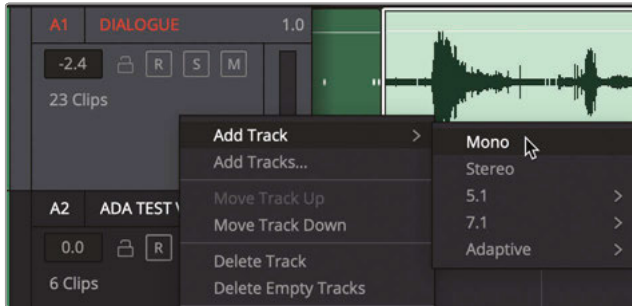 A1 DIALOGUE 1.0
-2.4 R S M
23 Clips
Add Track > Mono
Add Tracks... Stereo
Move Track Up 5.1 >
A2 ADA TEST Move Track Down 7.1 >
0.0 R Delete Track Adaptive >
6 Clips Delete Empty Tracks